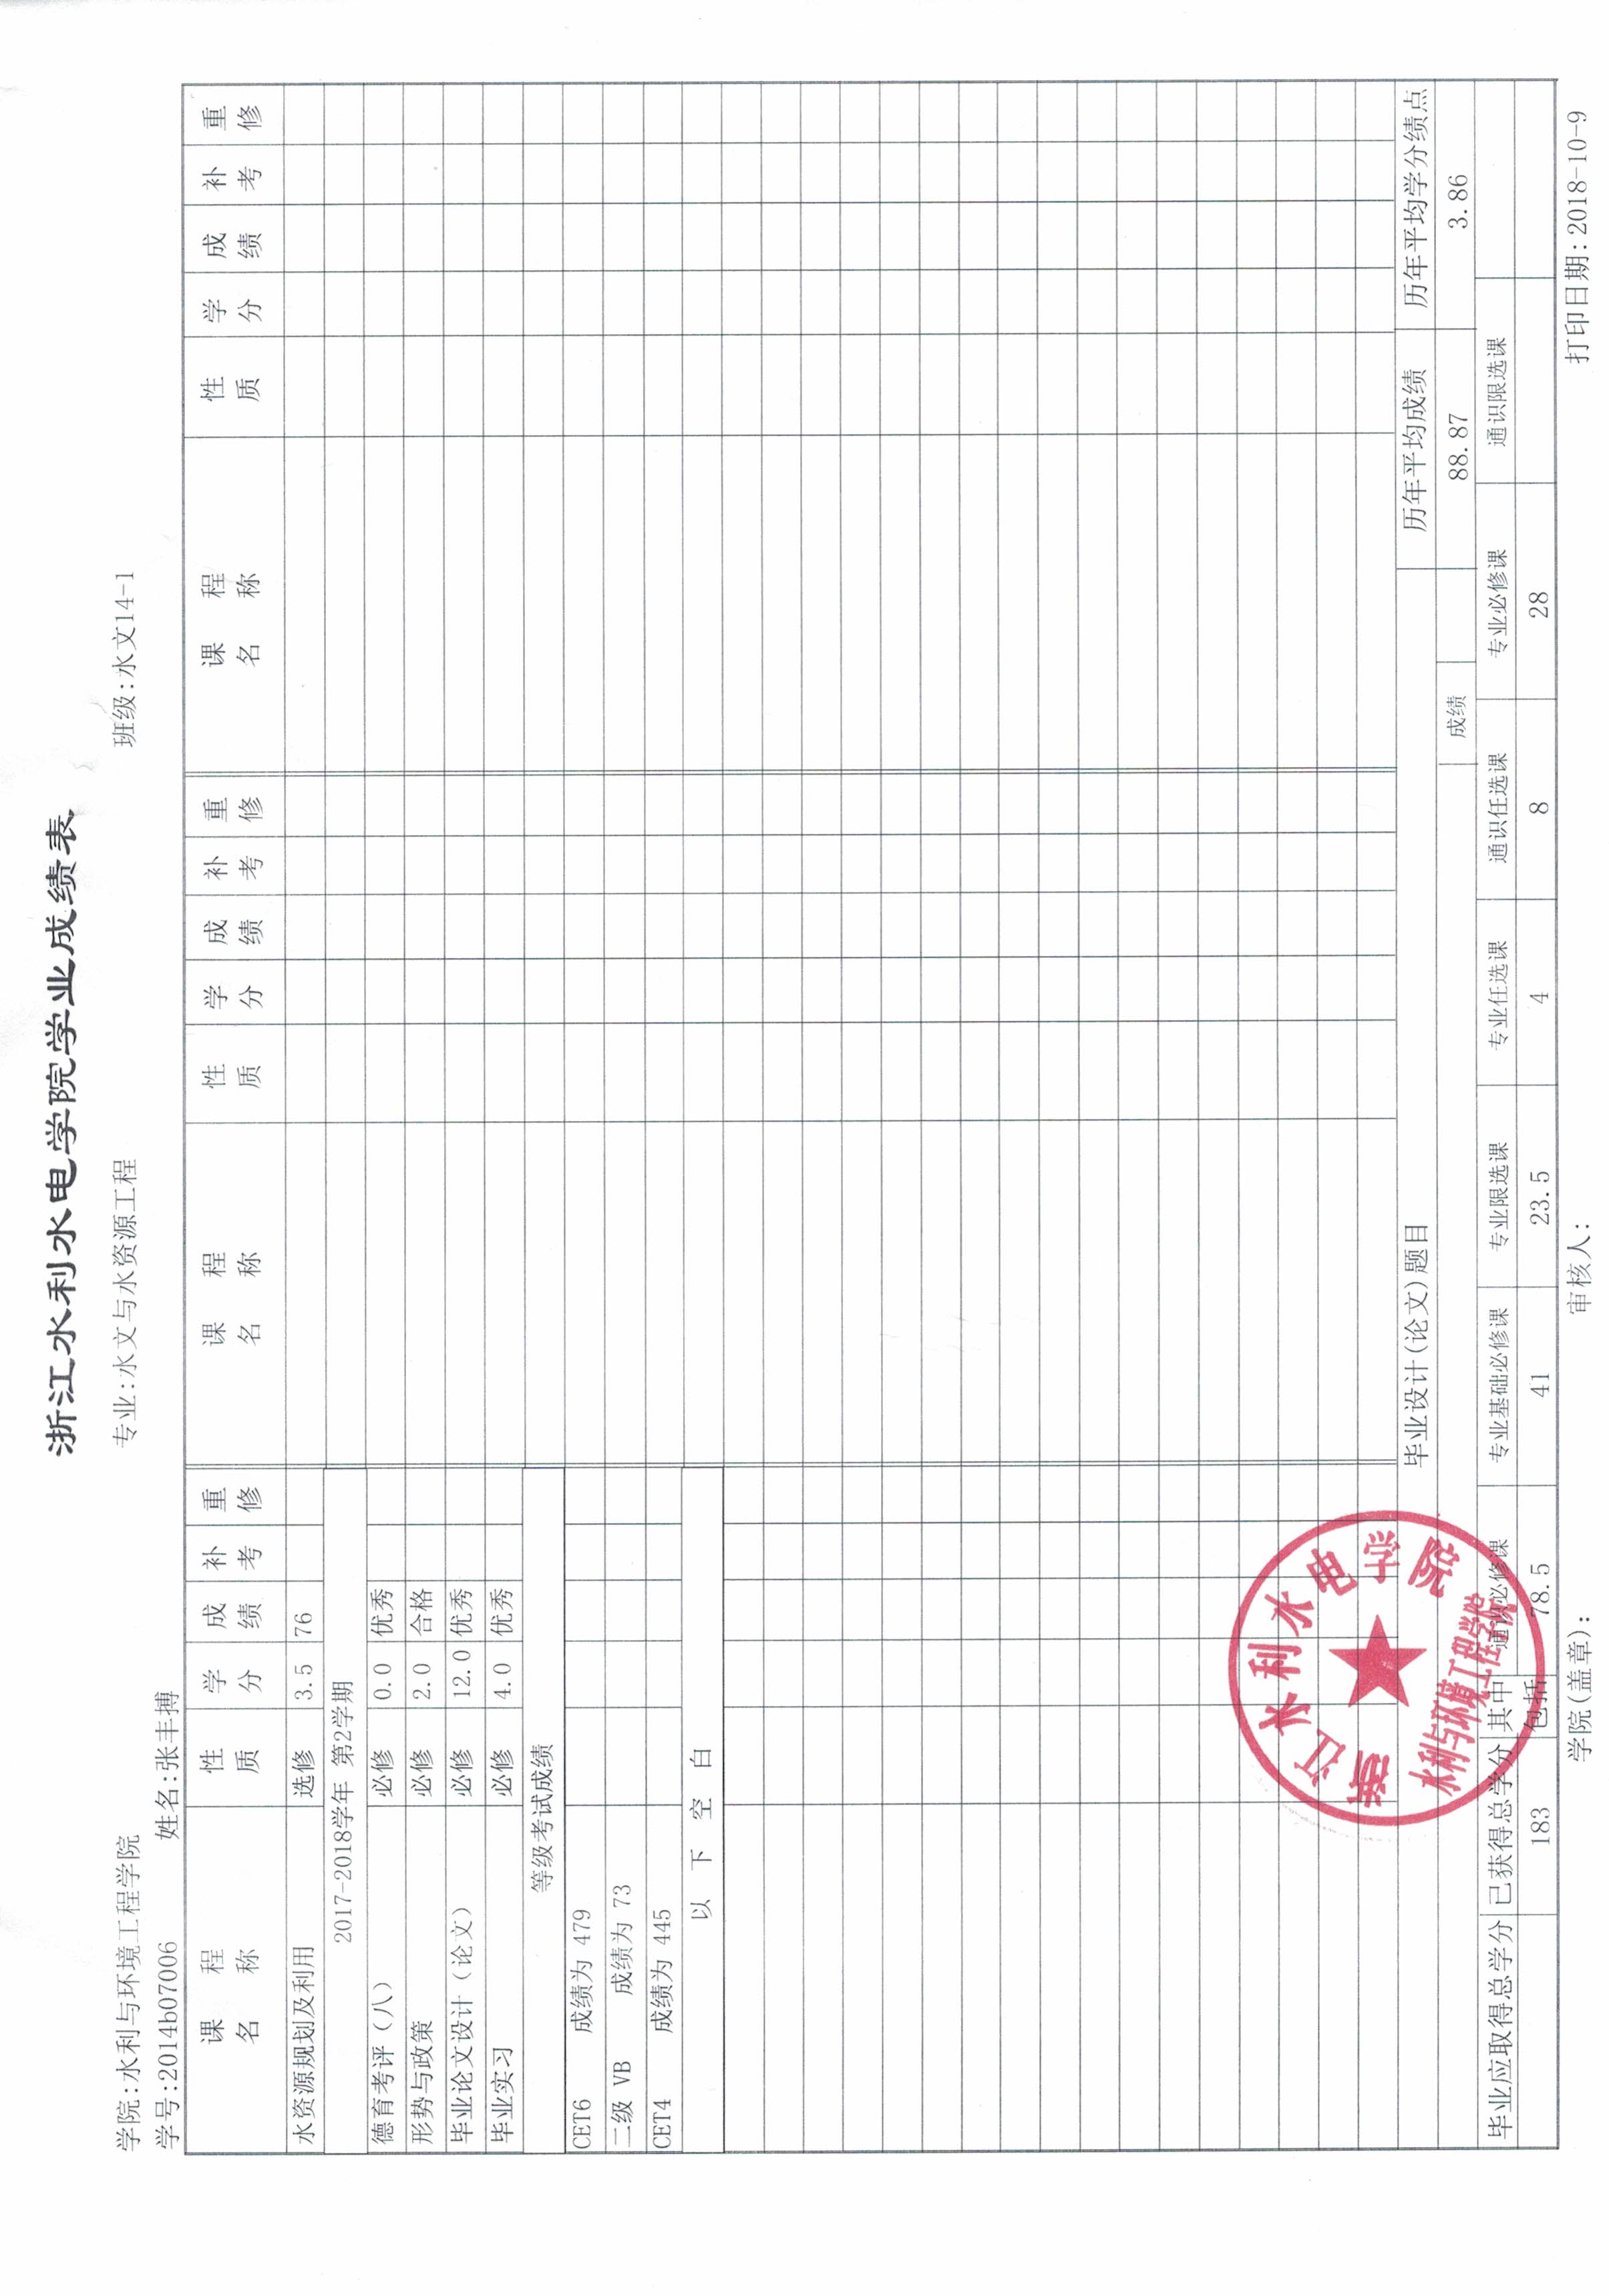 浙江水利水电学院学业成绩表
学院:水利与环境工程学院 专业:水文与水资源工程 班级:水文14-1
学号:2014b07006 姓名:张丰搏
课程名称 性质 学分 成绩 补考 重修 课程名称 性质 学分 成绩 补考 重修 课程名称 性质 学分 成绩 补考 重修
水资源规划及利用 选修 3.5 76
2017-2018学年 第2学期
德育考评（八） 必修 0.0 优秀
形势与政策 必修 2.0 合格
毕业论文设计（论文） 必修 12.0 优秀
毕业实习 必修 4.0 优秀
等级考试成绩
CET6 成绩为 479
二级 VB 成绩为 73
CET4 成绩为 445
以下空白
毕业设计(论文)题目 历年平均成绩 历年平均学分绩点
成绩 88.87 3.86
毕业应取得总学分 已获得总学分 其中 通识必修课 专业基础必修课 专业限选课 专业任选课 通识任选课 专业必修课 通识限选课
183 包括 78.5 41 23.5 4 8 28
学院(盖章): 审核人: 打印日期:2018-10-9
浙江水利水电学院
水利与环境工程学院